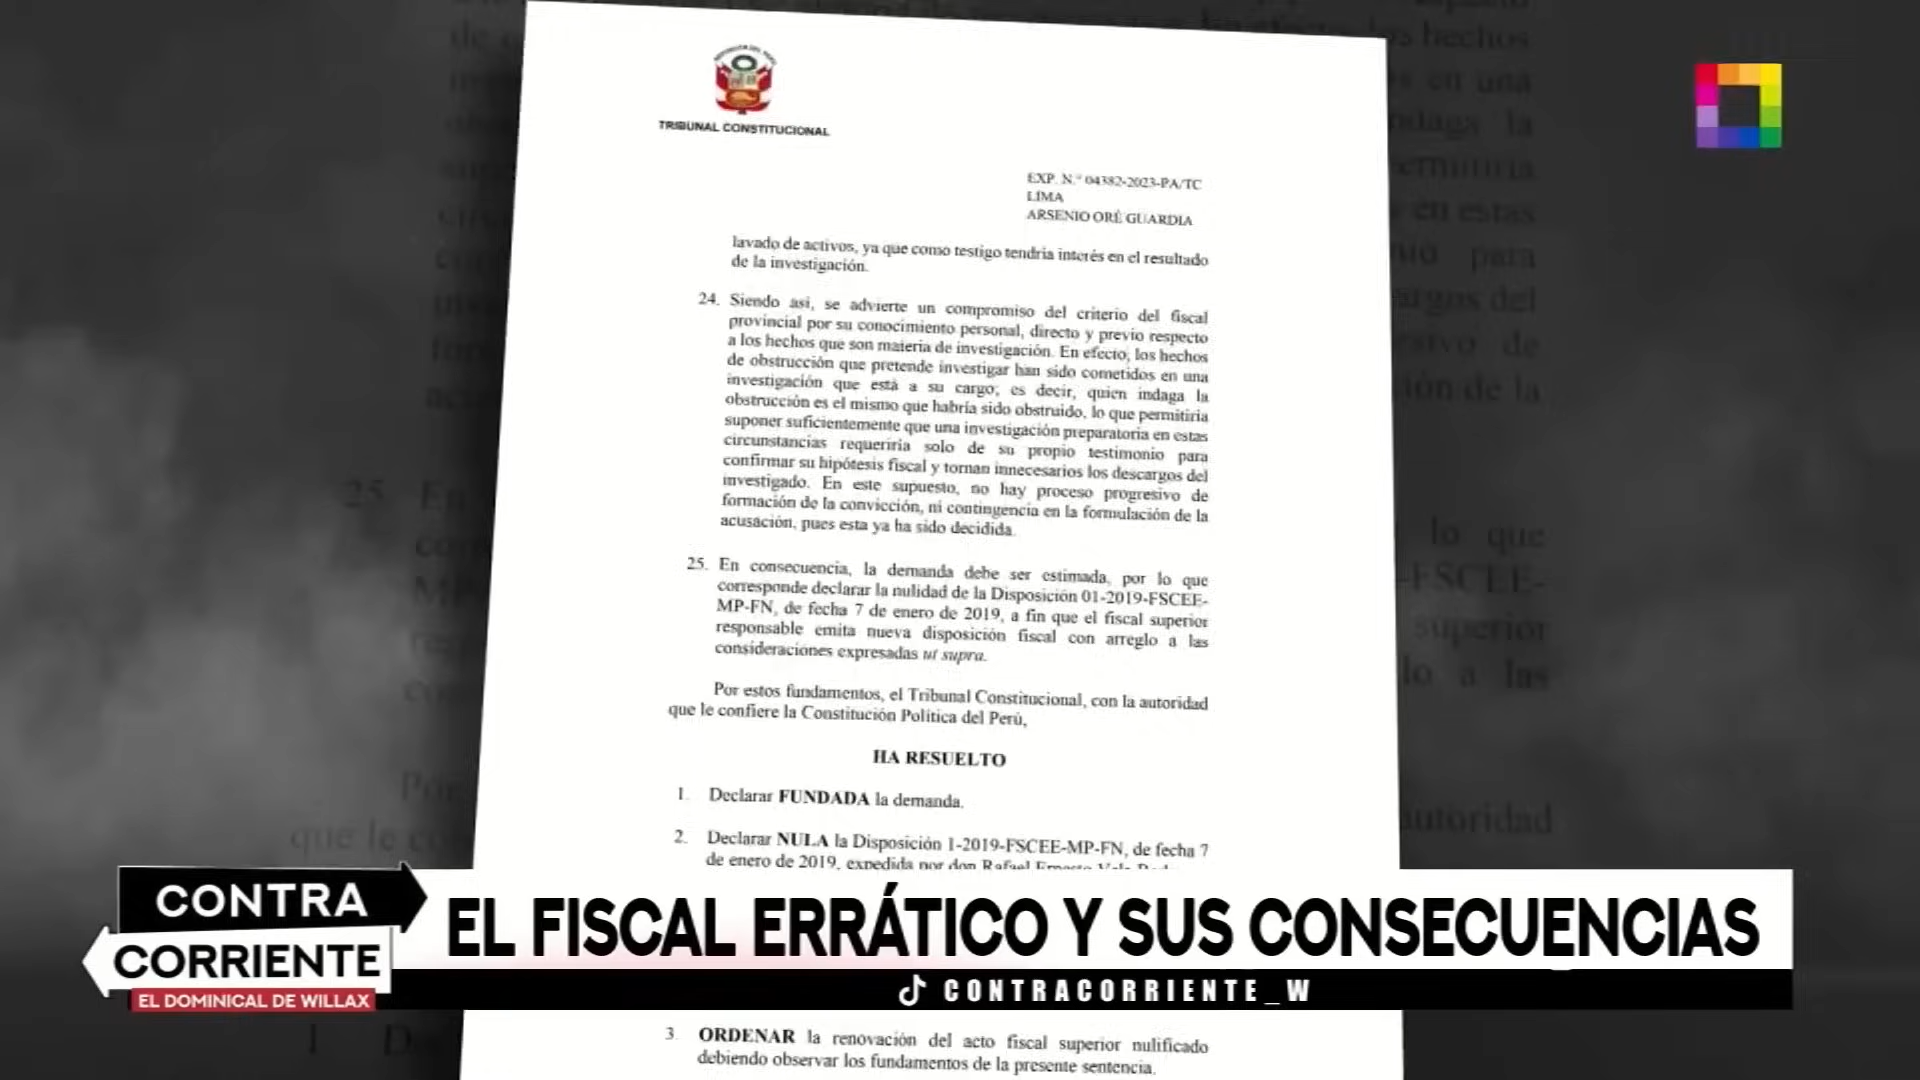 TRIBUNAL CONSTITUCIONAL
EXP. N.° 04382-2023-PA/TC
LIMA
ARSENIO ORÉ GUARDIA
lavado de activos, ya que como testigo tendría interés en el resultado
de la investigación.
24. Siendo así, se advierte un compromiso del criterio del fiscal
provincial por su conocimiento personal, directo y previo respecto
a los hechos que son materia de investigación. En efecto, los hechos
de obstrucción que pretende investigar han sido cometidos en una
investigación que está a su cargo; es decir, quien indaga la
obstrucción es el mismo que habría sido obstruido, lo que permitiría
suponer suficientemente que una investigación preparatoria en estas
circunstancias requeriría solo de su propio testimonio para
confirmar su hipótesis fiscal y tornan innecesarios los descargos del
investigado. En este supuesto, no hay proceso progresivo de
formación de la convicción, ni contingencia en la formulación de la
acusación, pues esta ya ha sido decidida.
25. En consecuencia, la demanda debe ser estimada, por lo que
corresponde declarar la nulidad de la Disposición 01-2019-FSCEE-
MP-FN, de fecha 7 de enero de 2019, a fin que el fiscal superior
responsable emita nueva disposición fiscal con arreglo a las
consideraciones expresadas ut supra.
Por estos fundamentos, el Tribunal Constitucional, con la autoridad
que le confiere la Constitución Política del Perú,
HA RESUELTO
1. Declarar FUNDADA la demanda.
2. Declarar NULA la Disposición 1-2019-FSCEE-MP-FN, de fecha 7
de enero de 2019, expedida por don Rafael Ernesto Vela
CONTRA
CORRIENTE
EL DOMINICAL DE WILLAX
EL FISCAL ERRÁTICO Y SUS CONSECUENCIAS
CONTRACORRIENTE_W
3. ORDENAR la renovación del acto fiscal superior nulificado
debiendo observar los fundamentos de la presente sentencia.